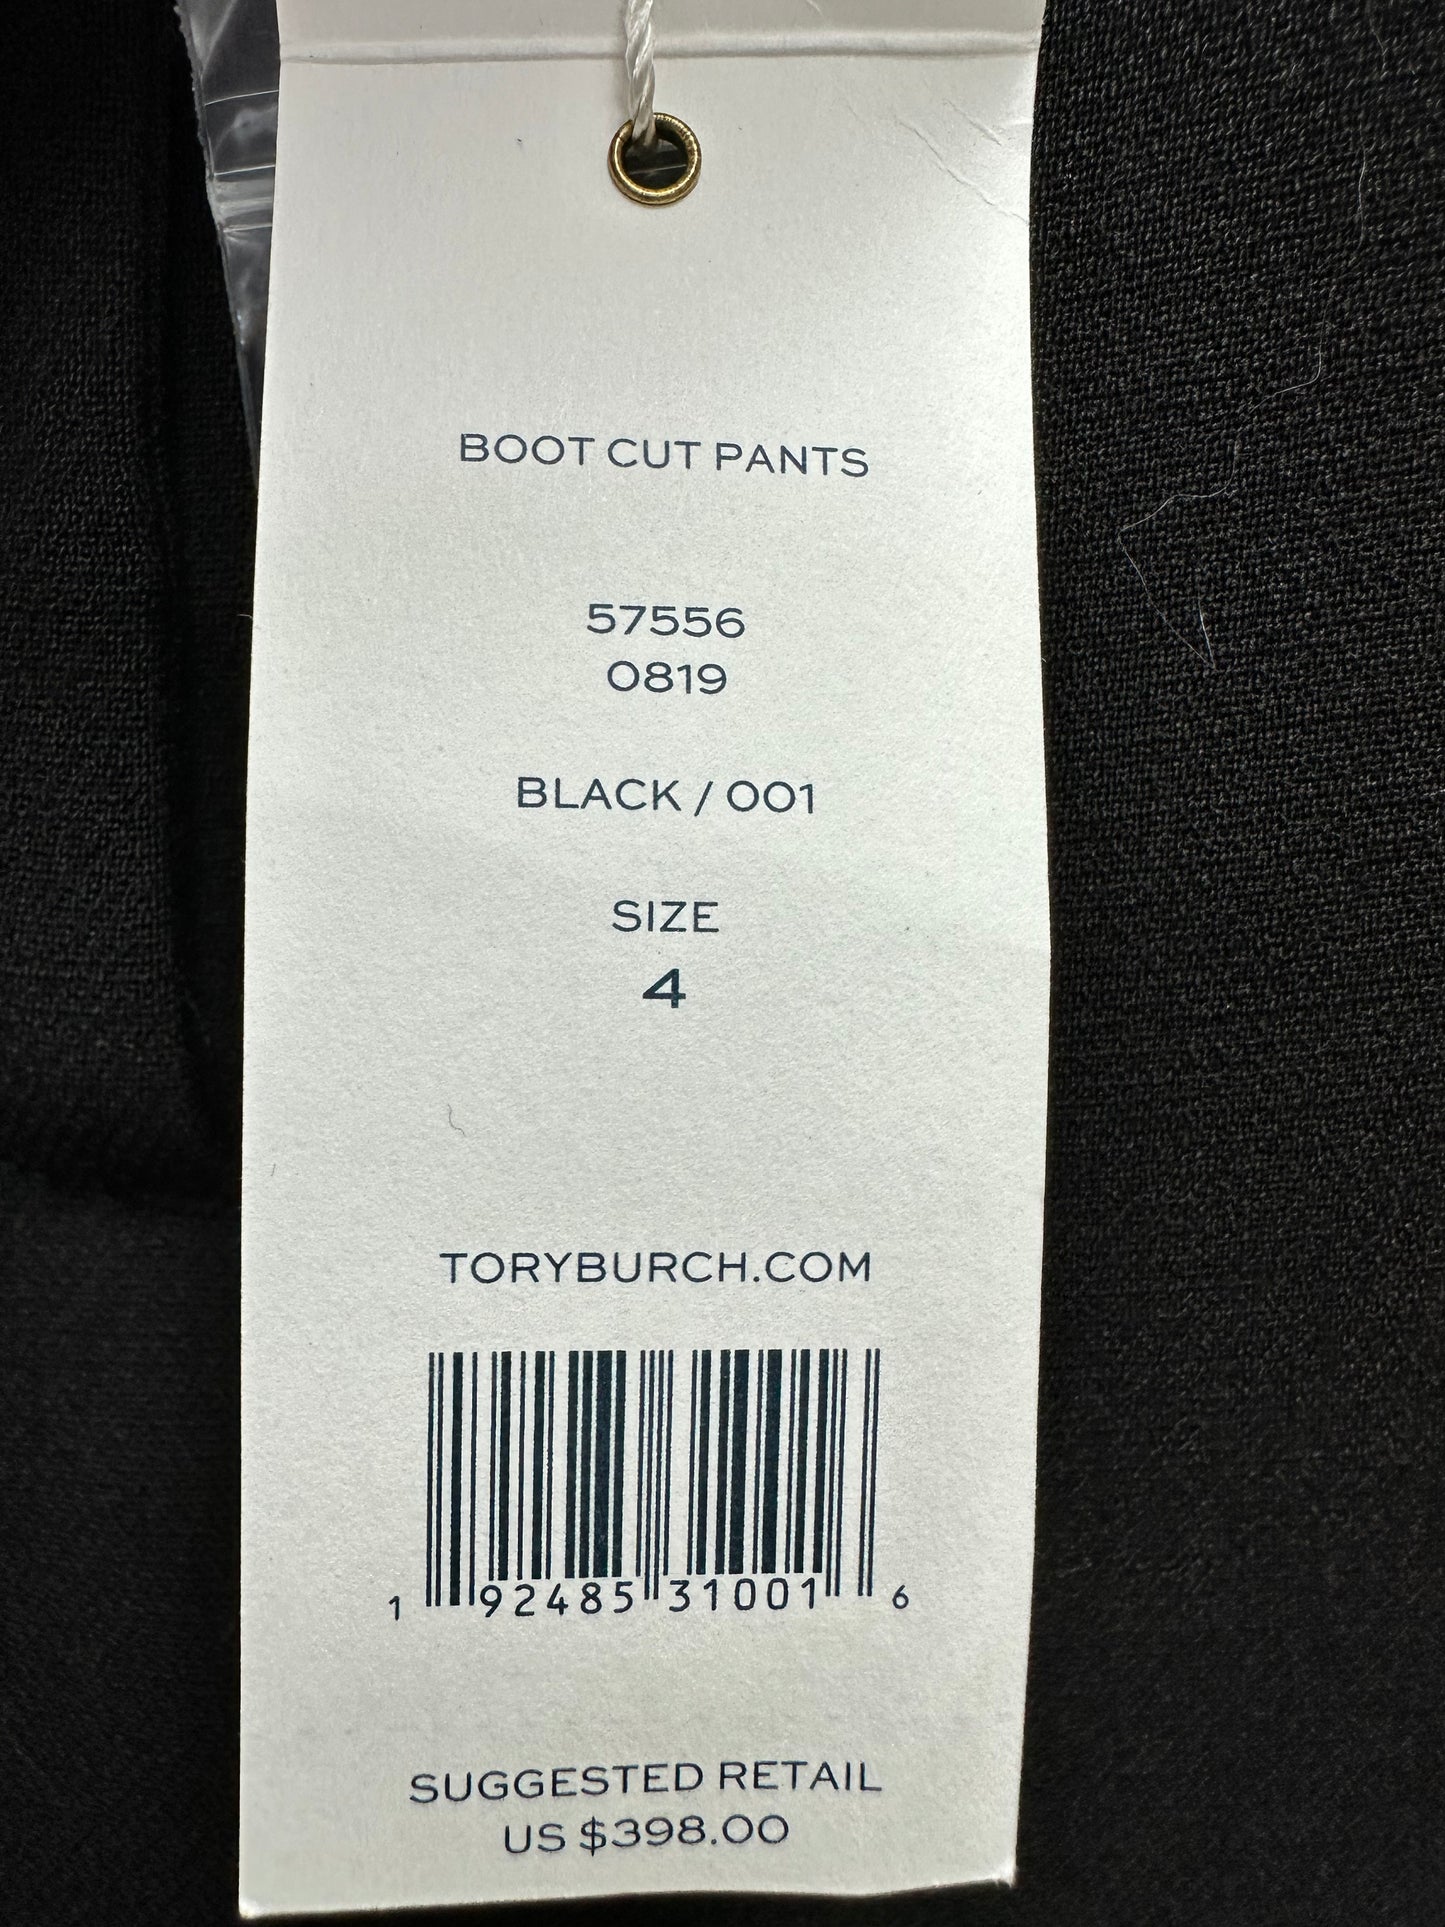 BOOT CUT PANTS
57556
0819
BLACK / 001
SIZE
4
TORYBURCH.COM
1 92485 31001 6
SUGGESTED RETAIL
US $398.00